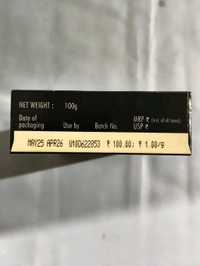 NET WEIGHT : 100g
Date of packaging Use by Batch No. MRP ₹ (Incl. of all taxes)
USP ₹
MAY25 APR26 U10D622053 ₹ 100.00; ₹ 1.00/g